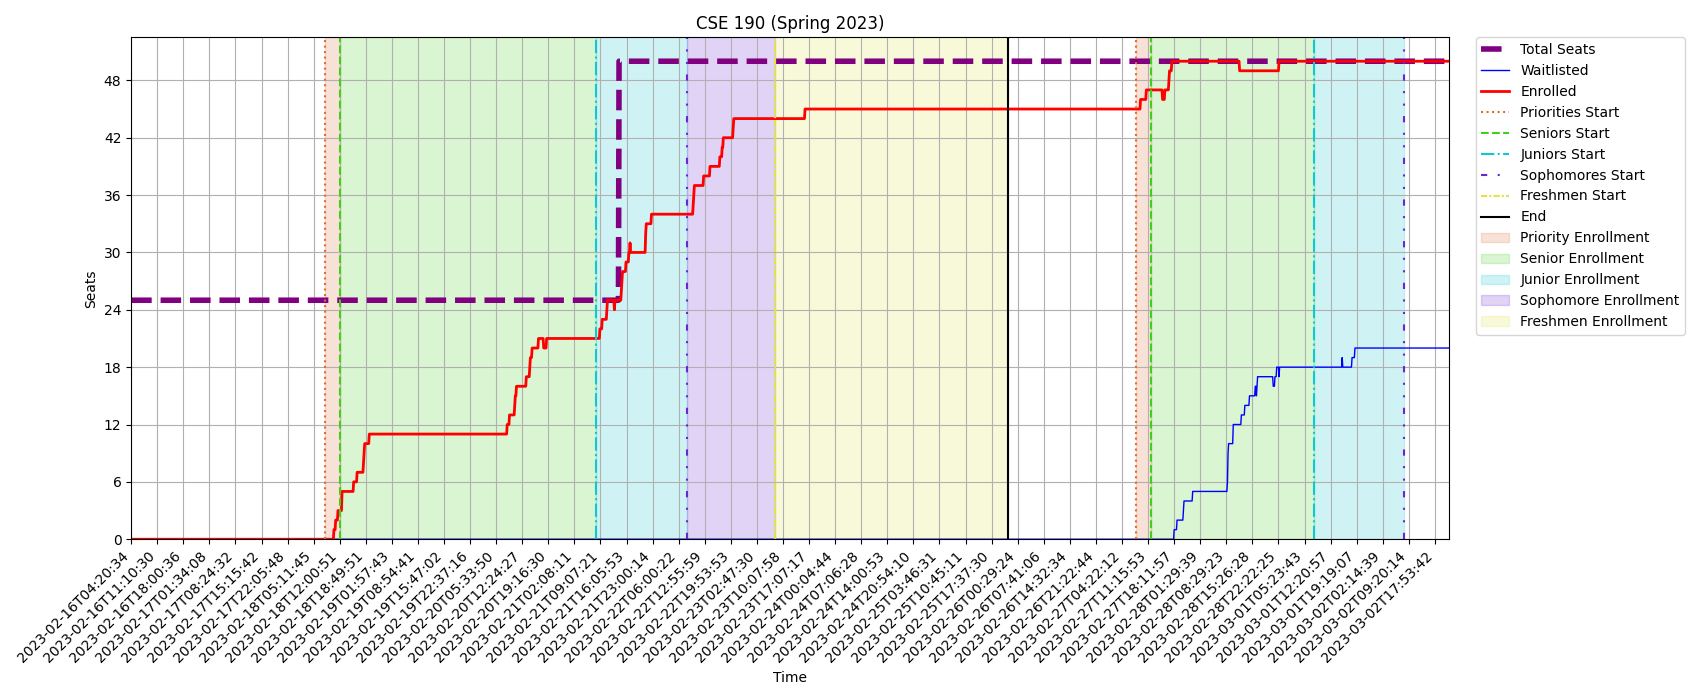 CSE 190 (Spring 2023)
Total Seats
Waitlisted
Enrolled
Priorities Start
Seniors Start
Juniors Start
Sophomores Start
Freshmen Start
End
Priority Enrollment
Senior Enrollment
Junior Enrollment
Sophomore Enrollment
Freshmen Enrollment
Seats
48
42
36
30
24
18
12
6
0
2023-02-16T04:20:34
2023-02-16T11:10:30
2023-02-16T18:00:36
2023-02-17T01:34:08
2023-02-17T08:24:32
2023-02-17T15:15:42
2023-02-17T22:05:48
2023-02-18T05:11:45
2023-02-18T12:00:51
2023-02-18T18:49:51
2023-02-19T01:57:43
2023-02-19T08:54:41
2023-02-19T15:47:02
2023-02-19T22:37:16
2023-02-20T05:33:50
2023-02-20T12:24:27
2023-02-20T19:16:30
2023-02-21T02:08:11
2023-02-21T09:07:21
2023-02-21T16:05:53
2023-02-21T23:00:14
2023-02-22T06:00:22
2023-02-22T12:55:59
2023-02-22T19:53:53
2023-02-23T02:47:30
2023-02-23T10:07:58
2023-02-23T17:07:17
2023-02-24T00:04:44
2023-02-24T07:06:28
2023-02-24T14:00:53
2023-02-24T20:54:10
2023-02-25T03:46:31
2023-02-25T10:45:11
2023-02-25T17:37:30
2023-02-26T00:29:24
2023-02-26T07:41:06
2023-02-26T14:32:34
2023-02-26T21:22:44
2023-02-27T04:22:12
2023-02-27T11:15:53
2023-02-27T18:11:57
2023-02-28T01:29:39
2023-02-28T08:29:23
2023-02-28T15:26:28
2023-02-28T22:22:25
2023-03-01T05:23:43
2023-03-01T12:20:57
2023-03-01T19:19:07
2023-03-02T02:14:39
2023-03-02T09:20:14
2023-03-02T17:53:42
Time